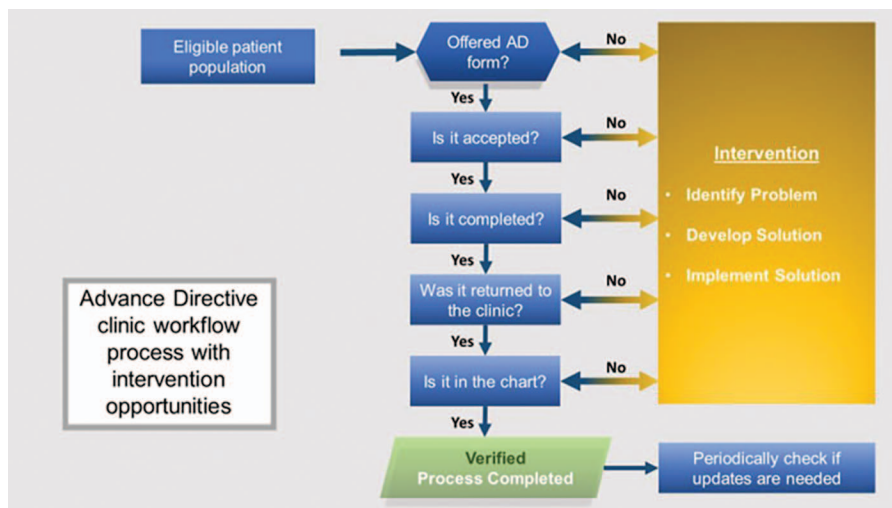 Eligible patient
population
Offered AD
form?
No
Yes
Is it accepted?
No
Yes
Is it completed?
No
Yes
Was it returned to
the clinic?
No
Yes
Is it in the chart?
No
Yes
Verified
Process Completed
Periodically check if
updates are needed
Intervention
• Identify Problem
• Develop Solution
• Implement Solution
Advance Directive
clinic workflow
process with
intervention
opportunities